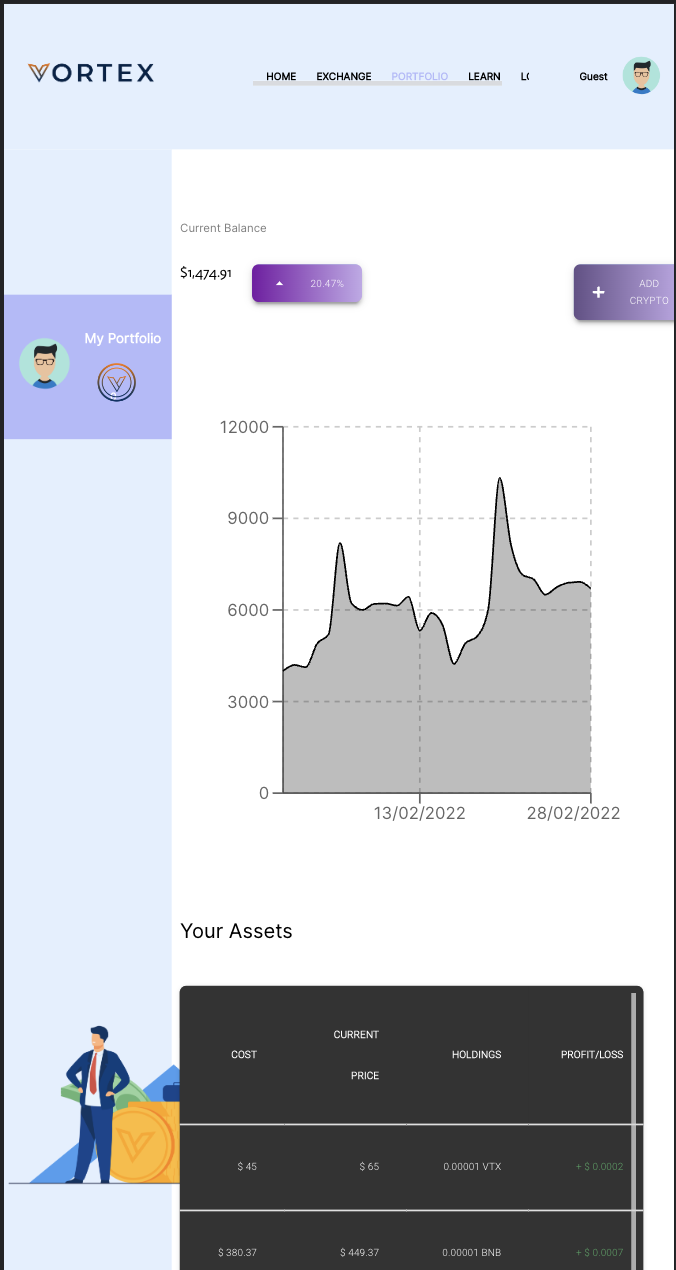 VORTEX
HOME EXCHANGE PORTFOLIO LEARN
Guest
Current Balance
$1,474.91
20.47%
ADD
CRYPTO
My Portfolio
12000
9000
6000
3000
0
13/02/2022 28/02/2022
Your Assets
COST CURRENT PRICE HOLDINGS PROFIT/LOSS
$ 45 $ 65 0.00001 VTX + $ 0.0002
$ 380.37 $ 449.37 0.00001 BNB + $ 0.0007